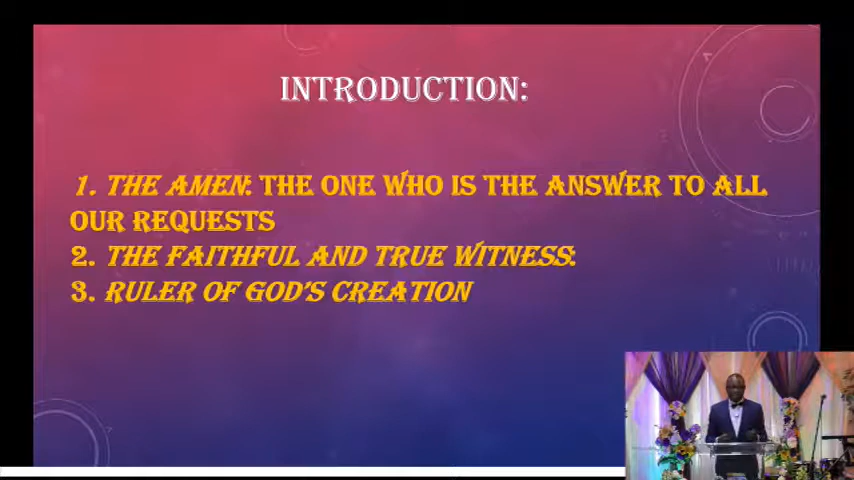 INTRODUCTION:
1. THE AMEN: THE ONE WHO IS THE ANSWER TO ALL
OUR REQUESTS
2. THE FAITHFUL AND TRUE WITNESS:
3. RULER OF GOD'S CREATION